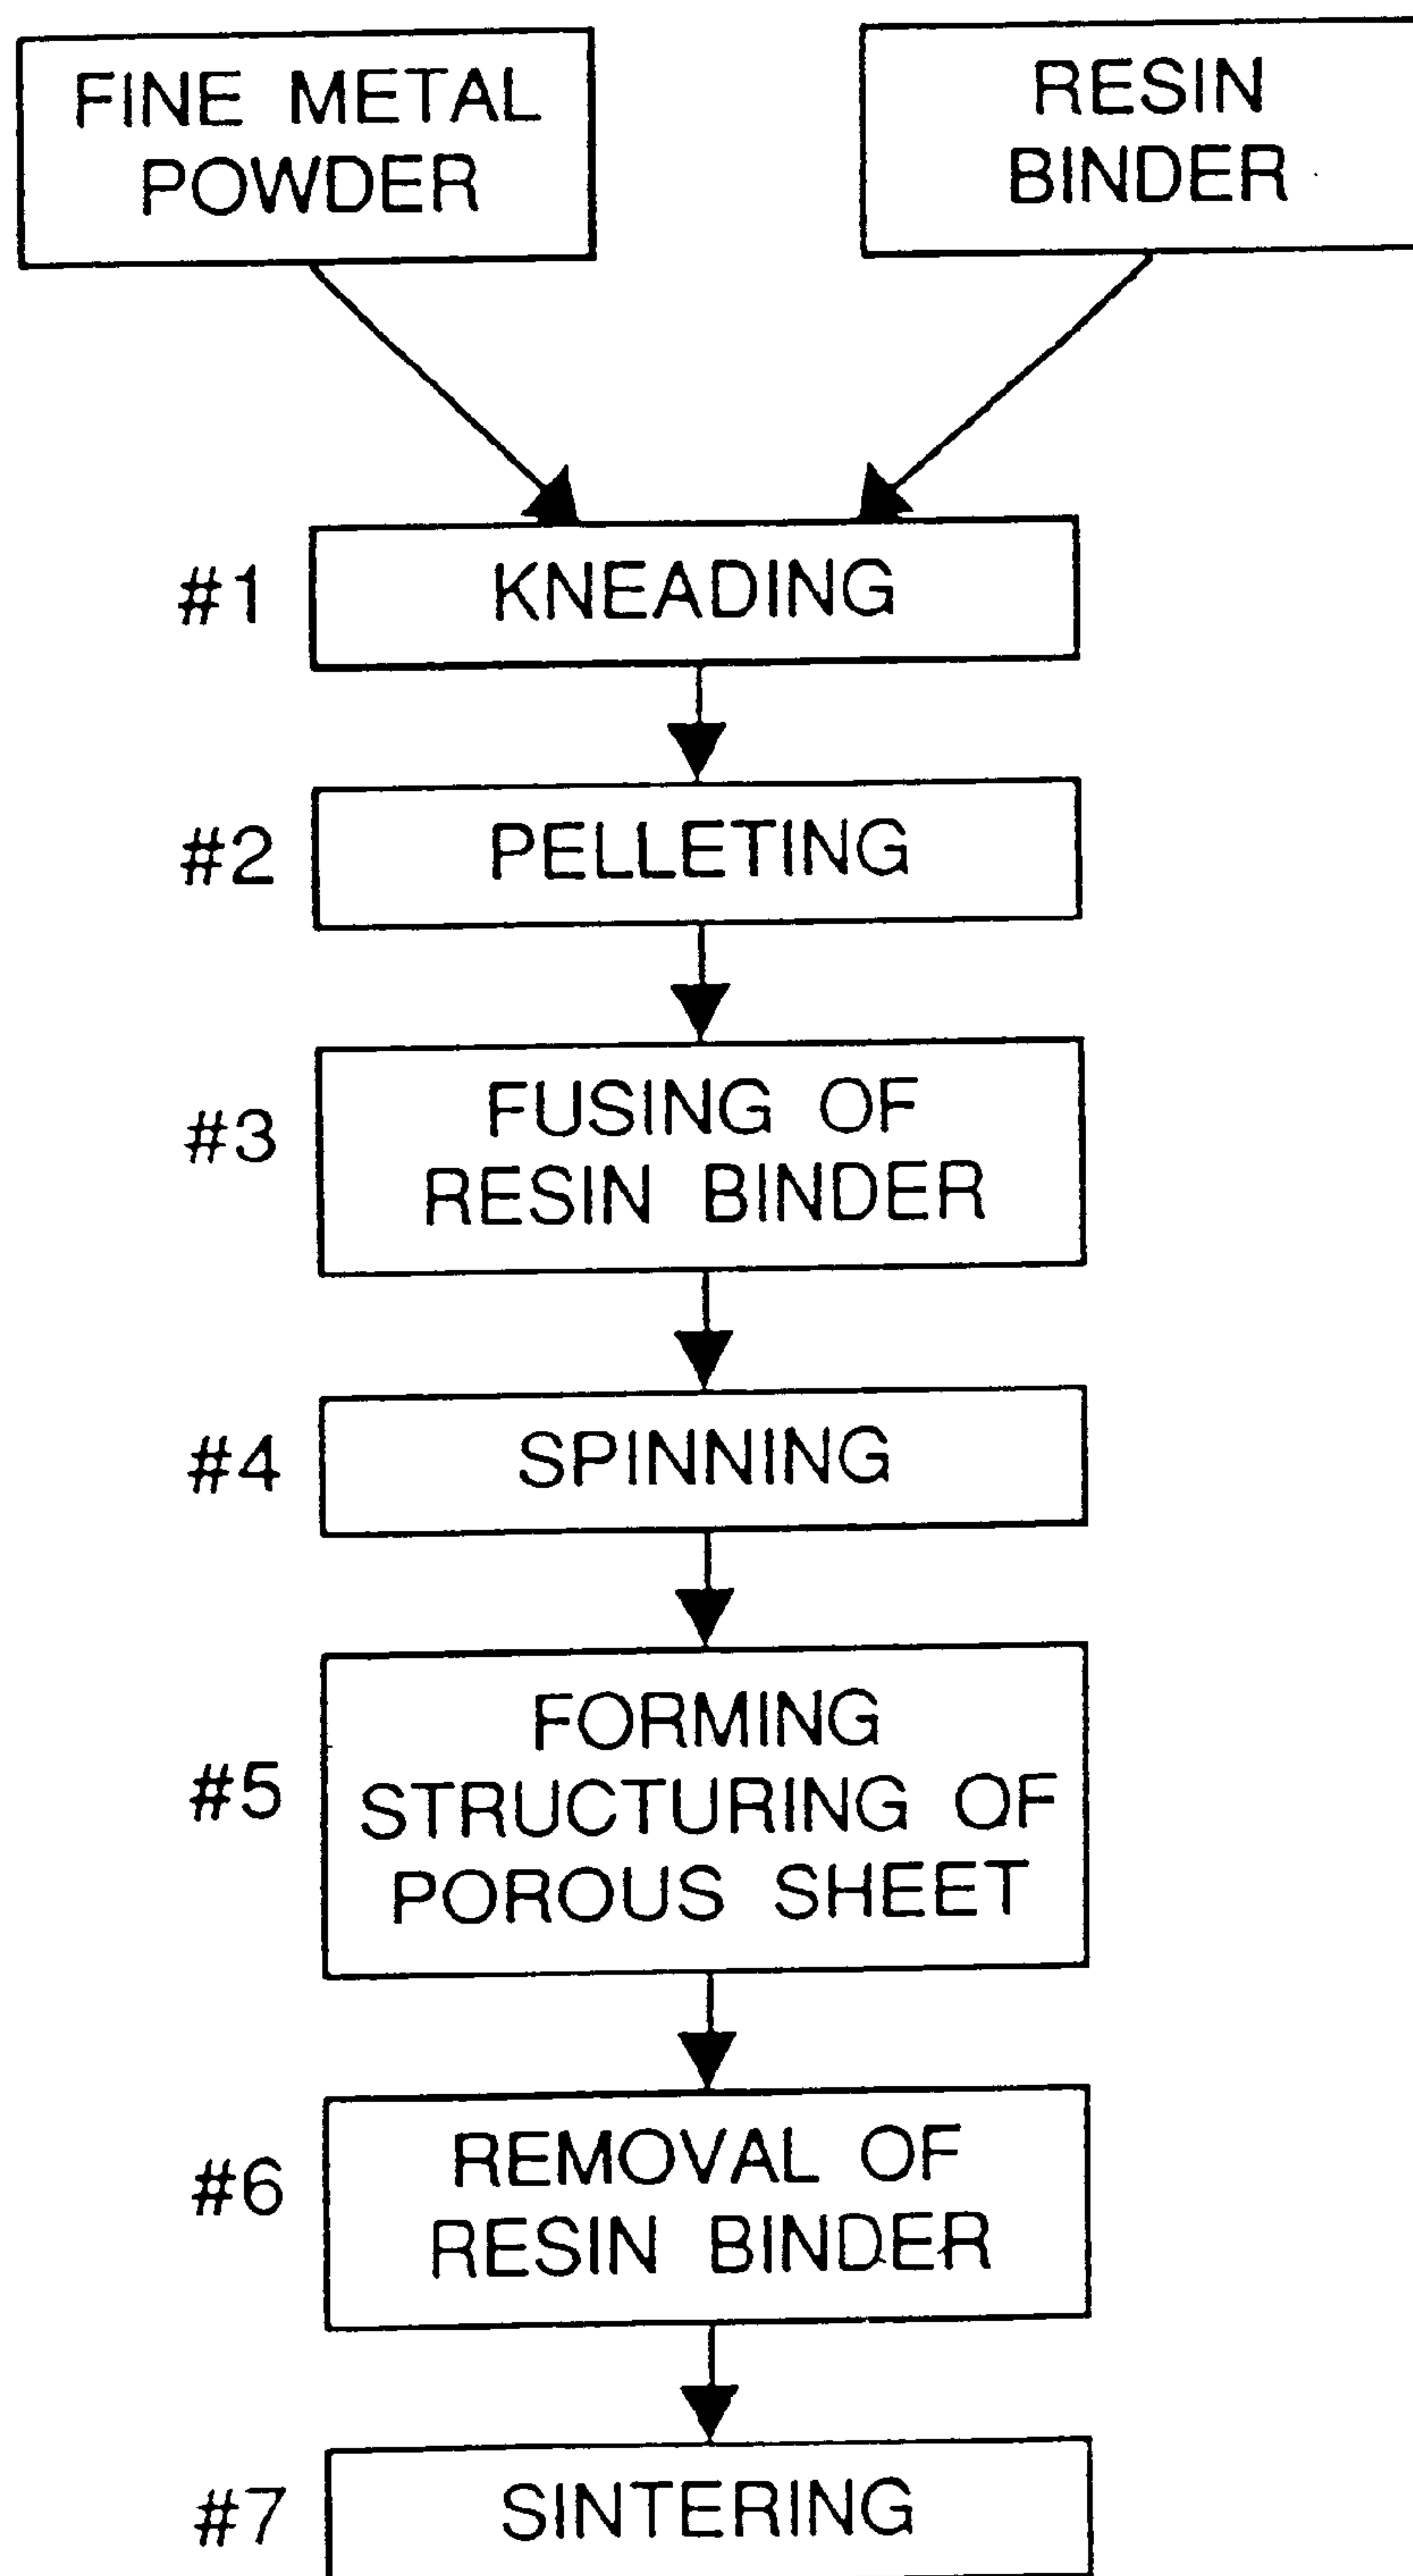 FINE METAL
POWDER
RESIN
BINDER
#1
KNEADING
#2
PELLETING
#3
FUSING OF
RESIN BINDER
#4
SPINNING
#5
FORMING
STRUCTURING OF
POROUS SHEET
#6
REMOVAL OF
RESIN BINDER
#7
SINTERING